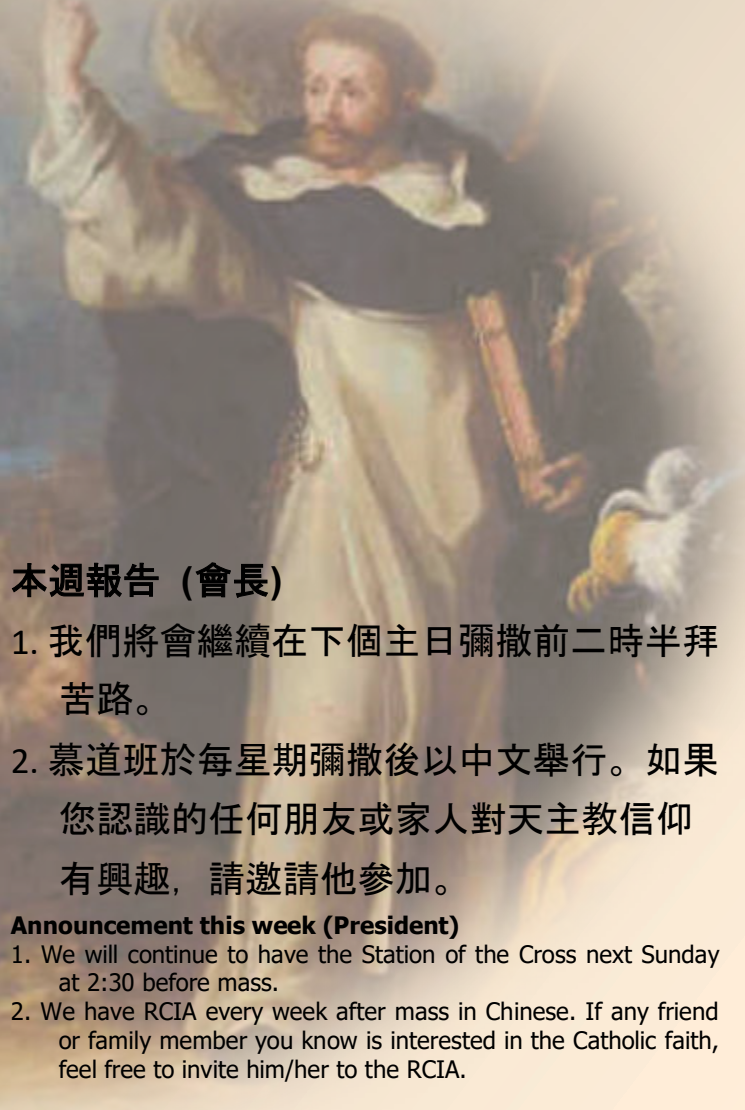 本週報告 (會長)
1. 我們將會繼續在下個主日彌撒前二時半拜
苦路。
2. 慕道班於每星期彌撒後以中文舉行。如果
您認識的任何朋友或家人對天主教信仰
有興趣，請邀請他參加。
Announcement this week (President)
1. We will continue to have the Station of the Cross next Sunday
at 2:30 before mass.
2. We have RCIA every week after mass in Chinese. If any friend
or family member you know is interested in the Catholic faith,
feel free to invite him/her to the RCIA.